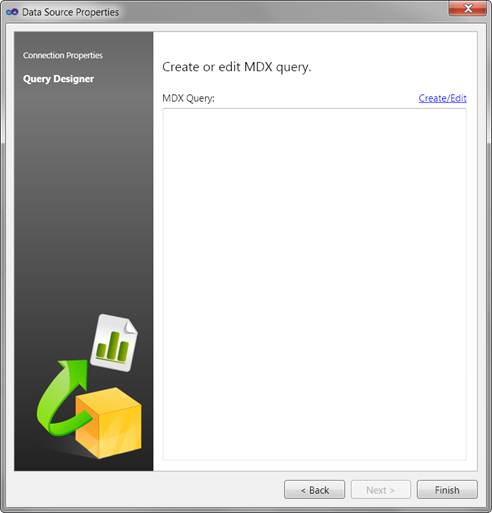 Data Source Properties
Connection Properties
Query Designer
Create or edit MDX query.
MDX Query:
Create/Edit
< Back
Next >
Finish